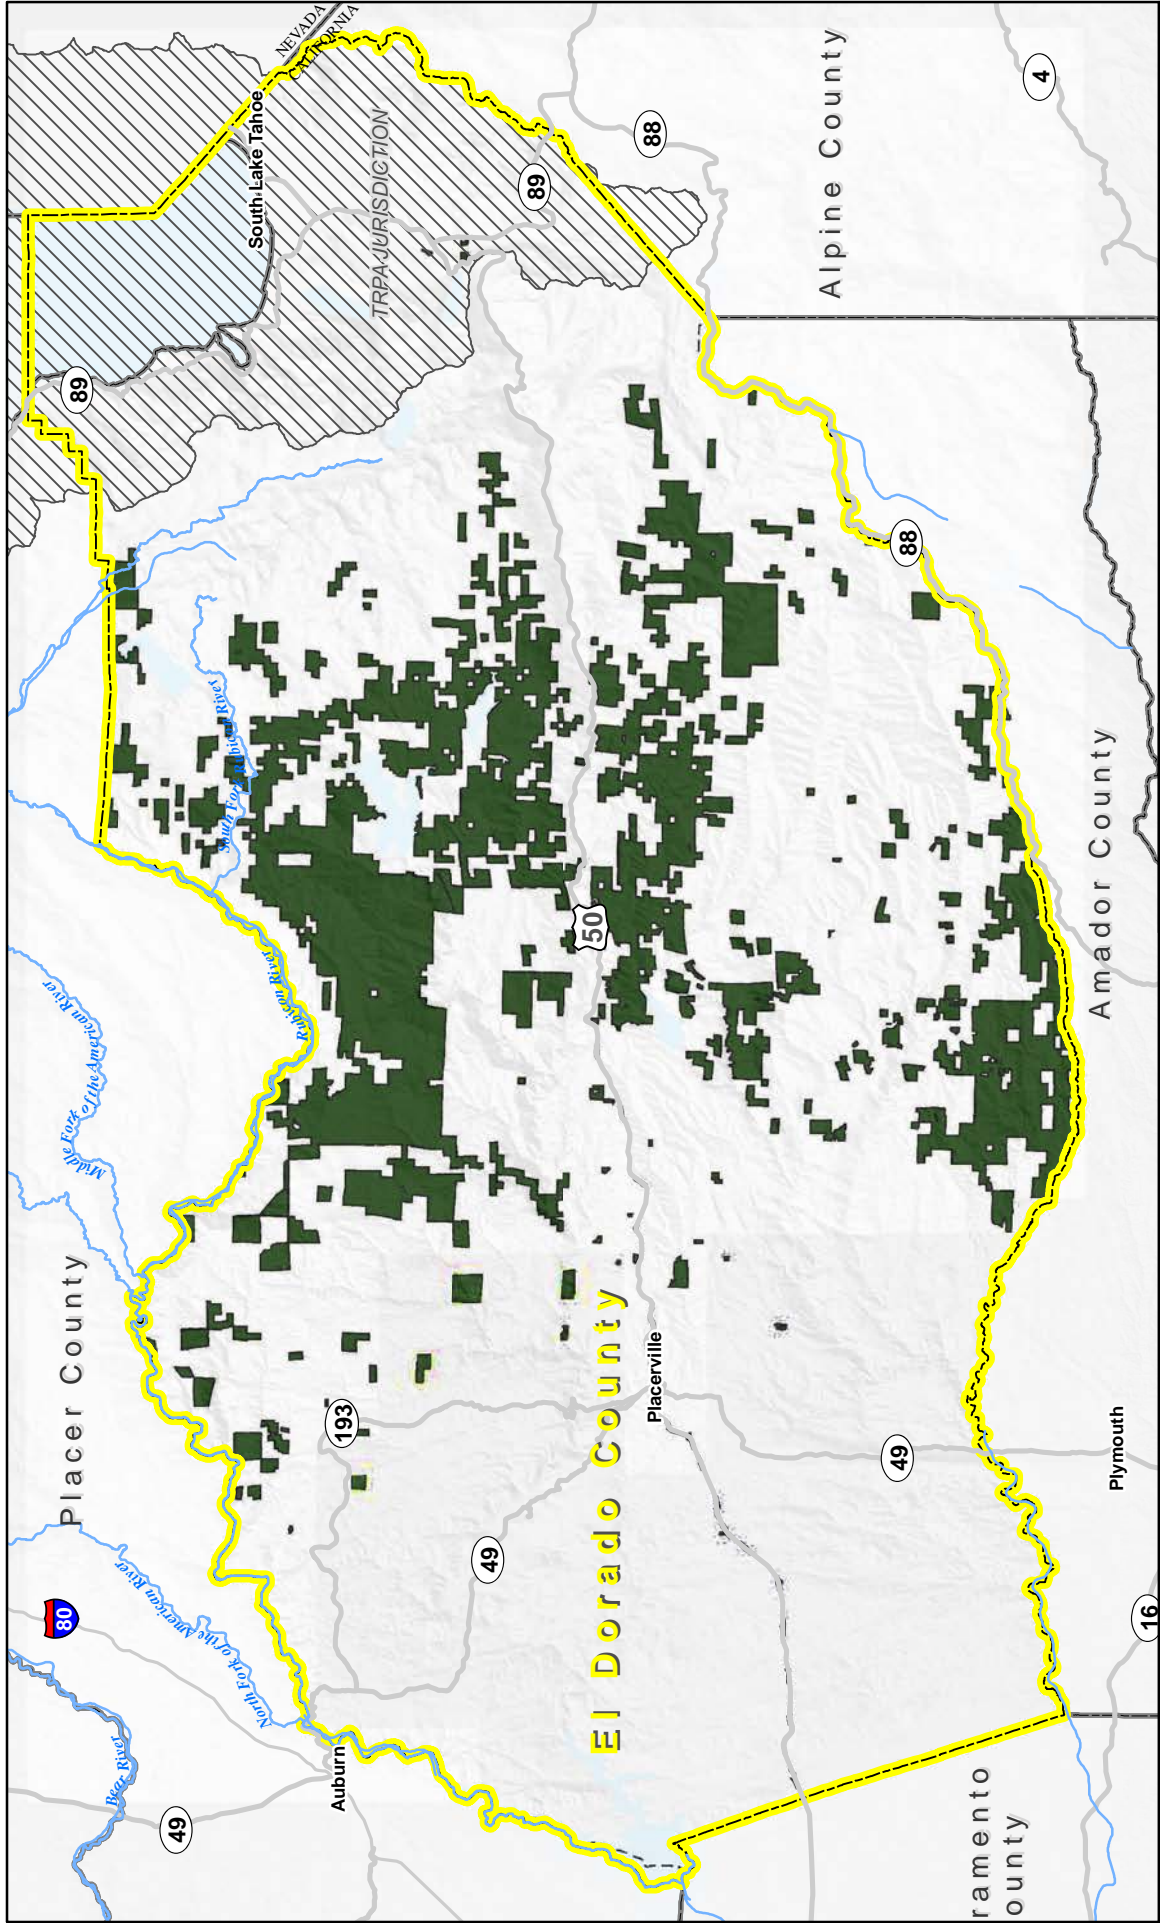 Placer County
80
49
Bear River
North Fork of the American River
Middle Fork
of the American River
Auburn
193
49
Rubicon River
South Fork Rubicon River
89
South Lake Tahoe
NEVADA
CALIFORNIA
TRPA JURISDICTION
89
88
4
Alpine County
50
El Dorado County
Placerville
49
88
Amador County
Plymouth
16
ramento
ounty